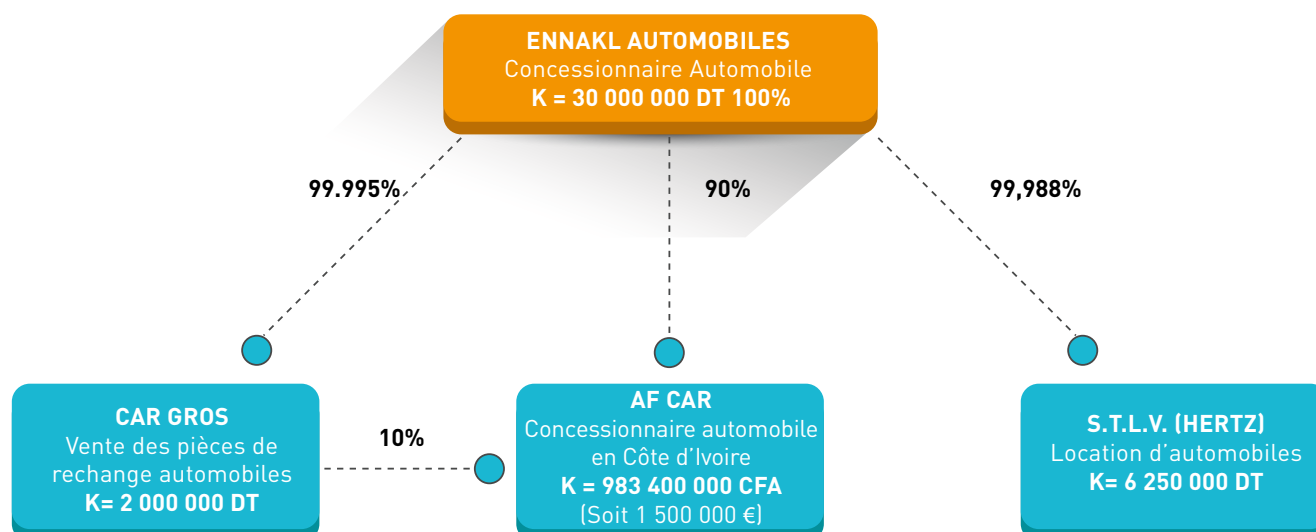 ENNAKL AUTOMOBILES
Concessionnaire Automobile
K = 30 000 000 DT 100%
99.995%
90%
99,988%
CAR GROS
Vente des pièces de
rechange automobiles
K= 2 000 000 DT
10%
AF CAR
Concessionnaire automobile
en Côte d'Ivoire
K = 983 400 000 CFA
(Soit 1 500 000 €)
S.T.L.V. (HERTZ)
Location d'automobiles
K= 6 250 000 DT